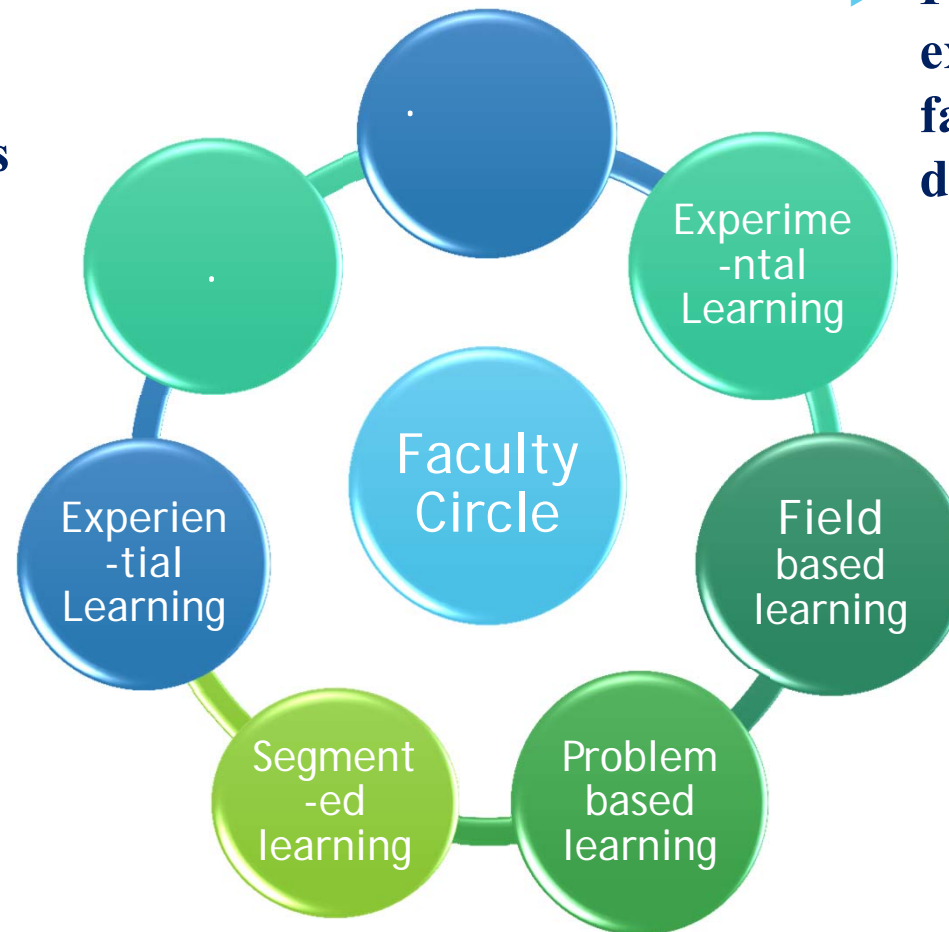 .
.
Experime
-ntal
Learning
Faculty
Circle
Experien
-tial
Learning
Field
based
learning
Segment
-ed
learning
Problem
based
learning